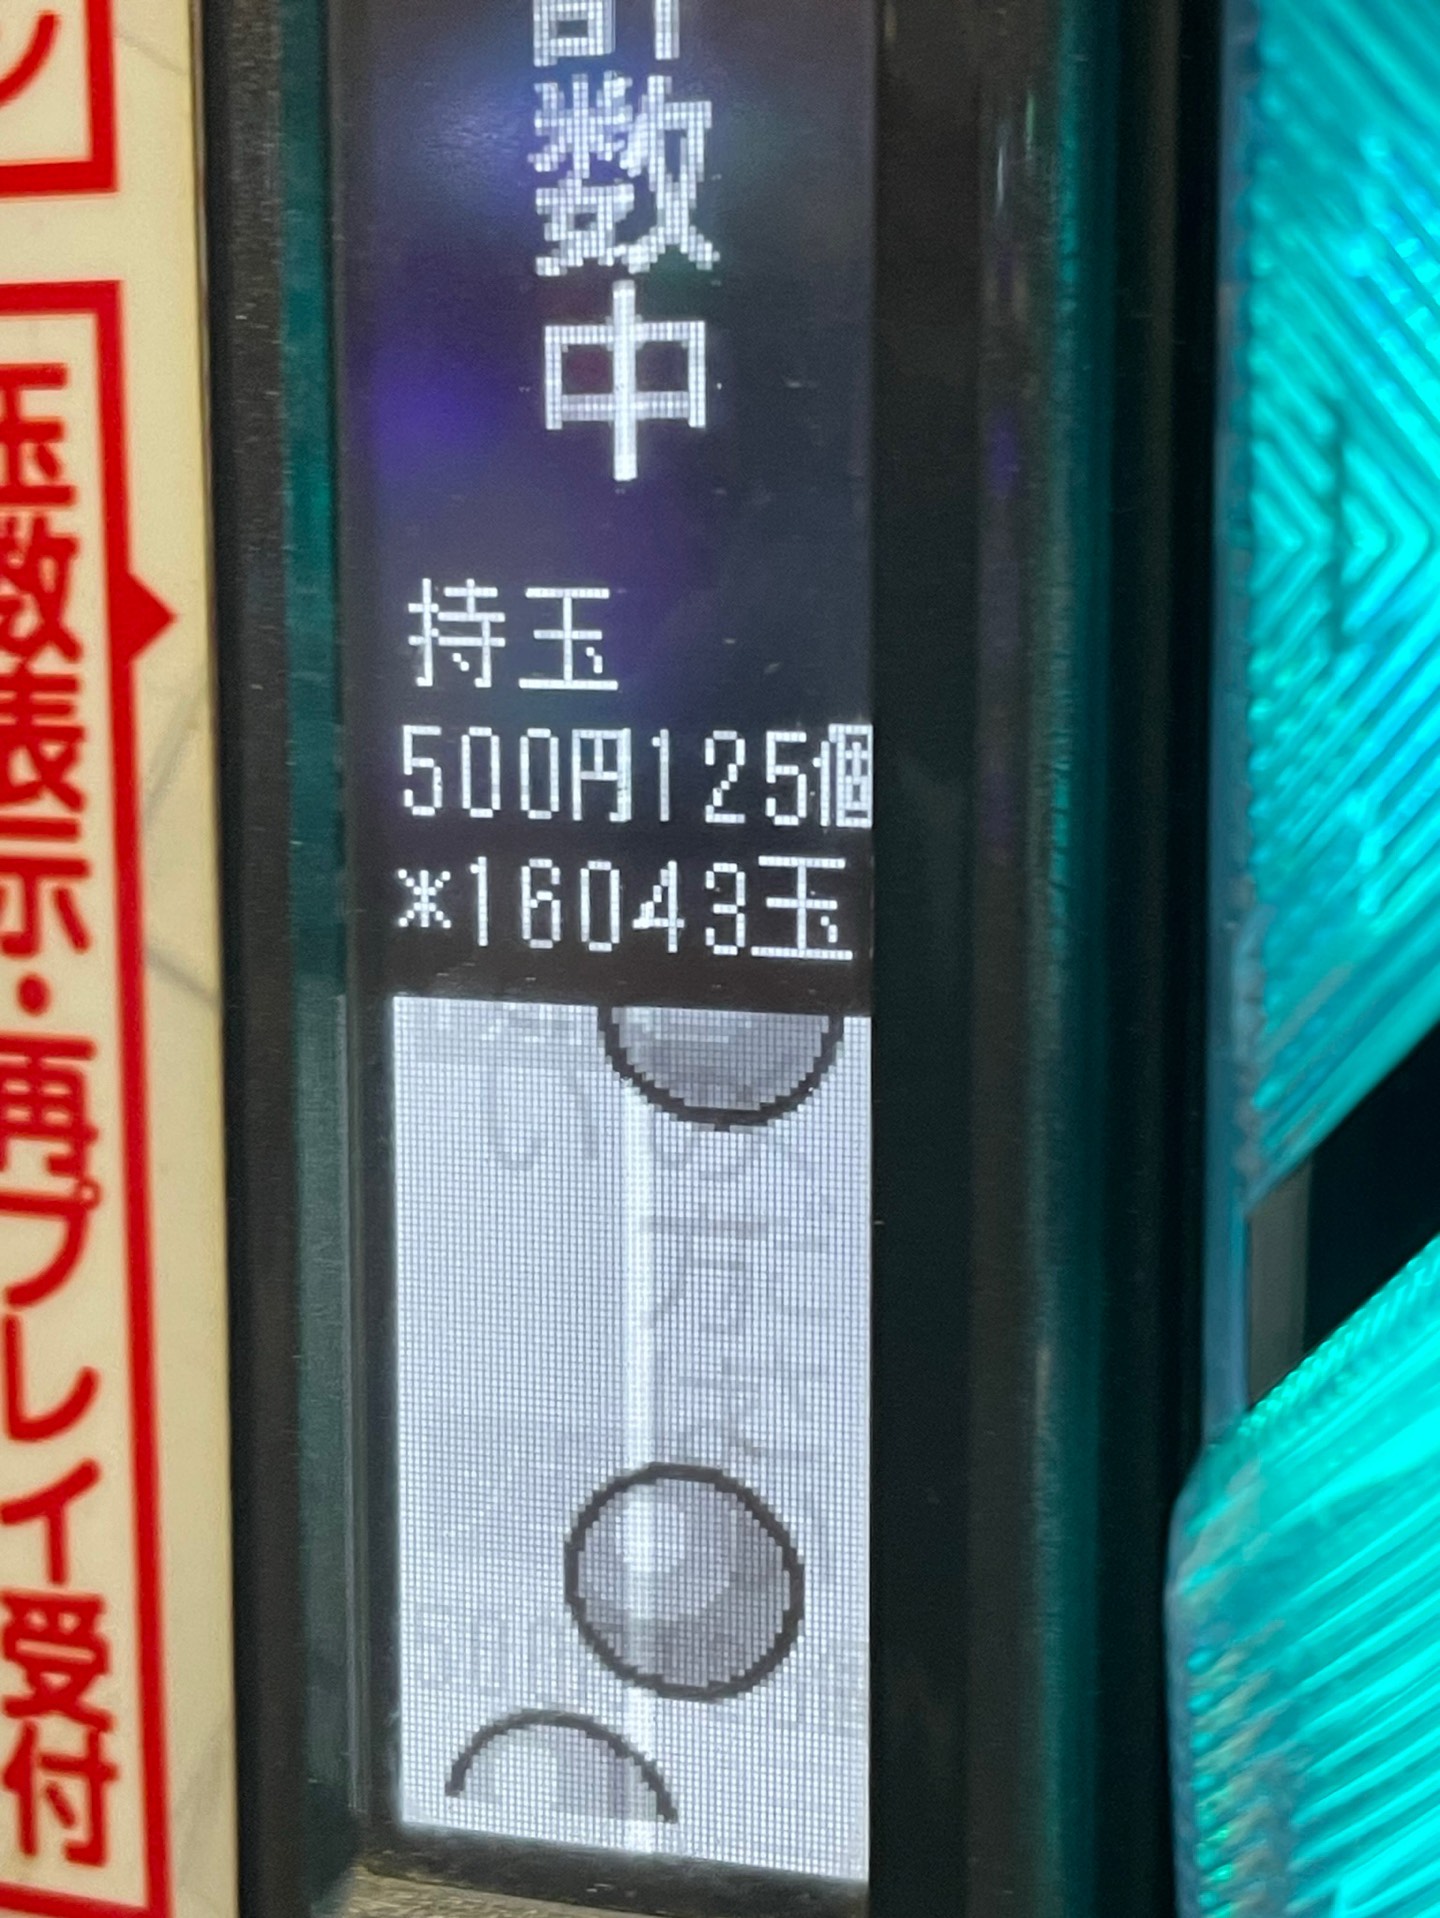 計数中
持玉
500円125個
*16043玉
玉数表示・再プレイ受付